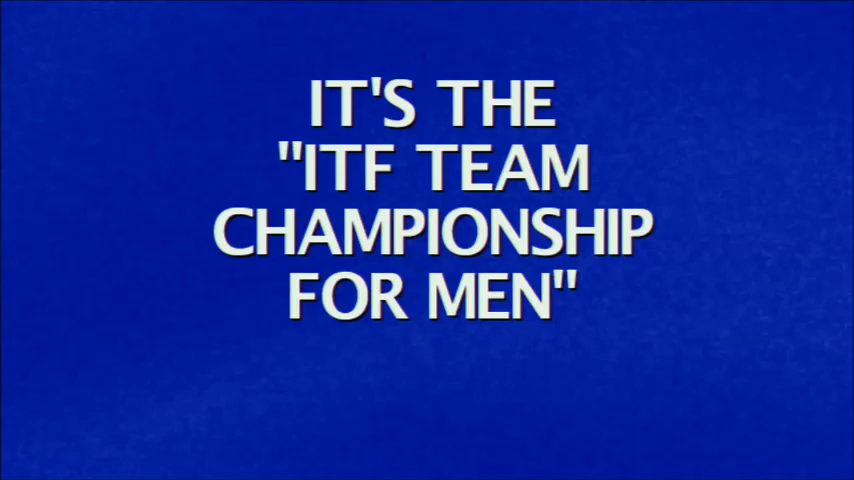 IT'S THE
"ITF TEAM
CHAMPIONSHIP
FOR MEN"